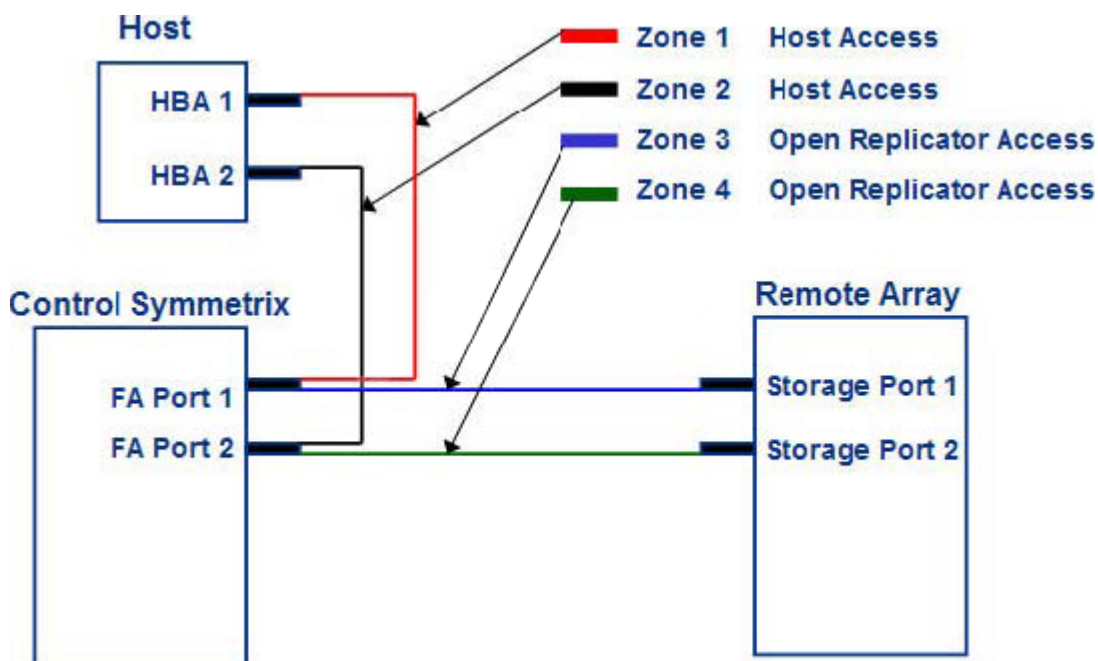 Host
HBA 1
HBA 2
Zone 1 Host Access
Zone 2 Host Access
Zone 3 Open Replicator Access
Zone 4 Open Replicator Access
Control Symmetrix
FA Port 1
FA Port 2
Remote Array
Storage Port 1
Storage Port 2